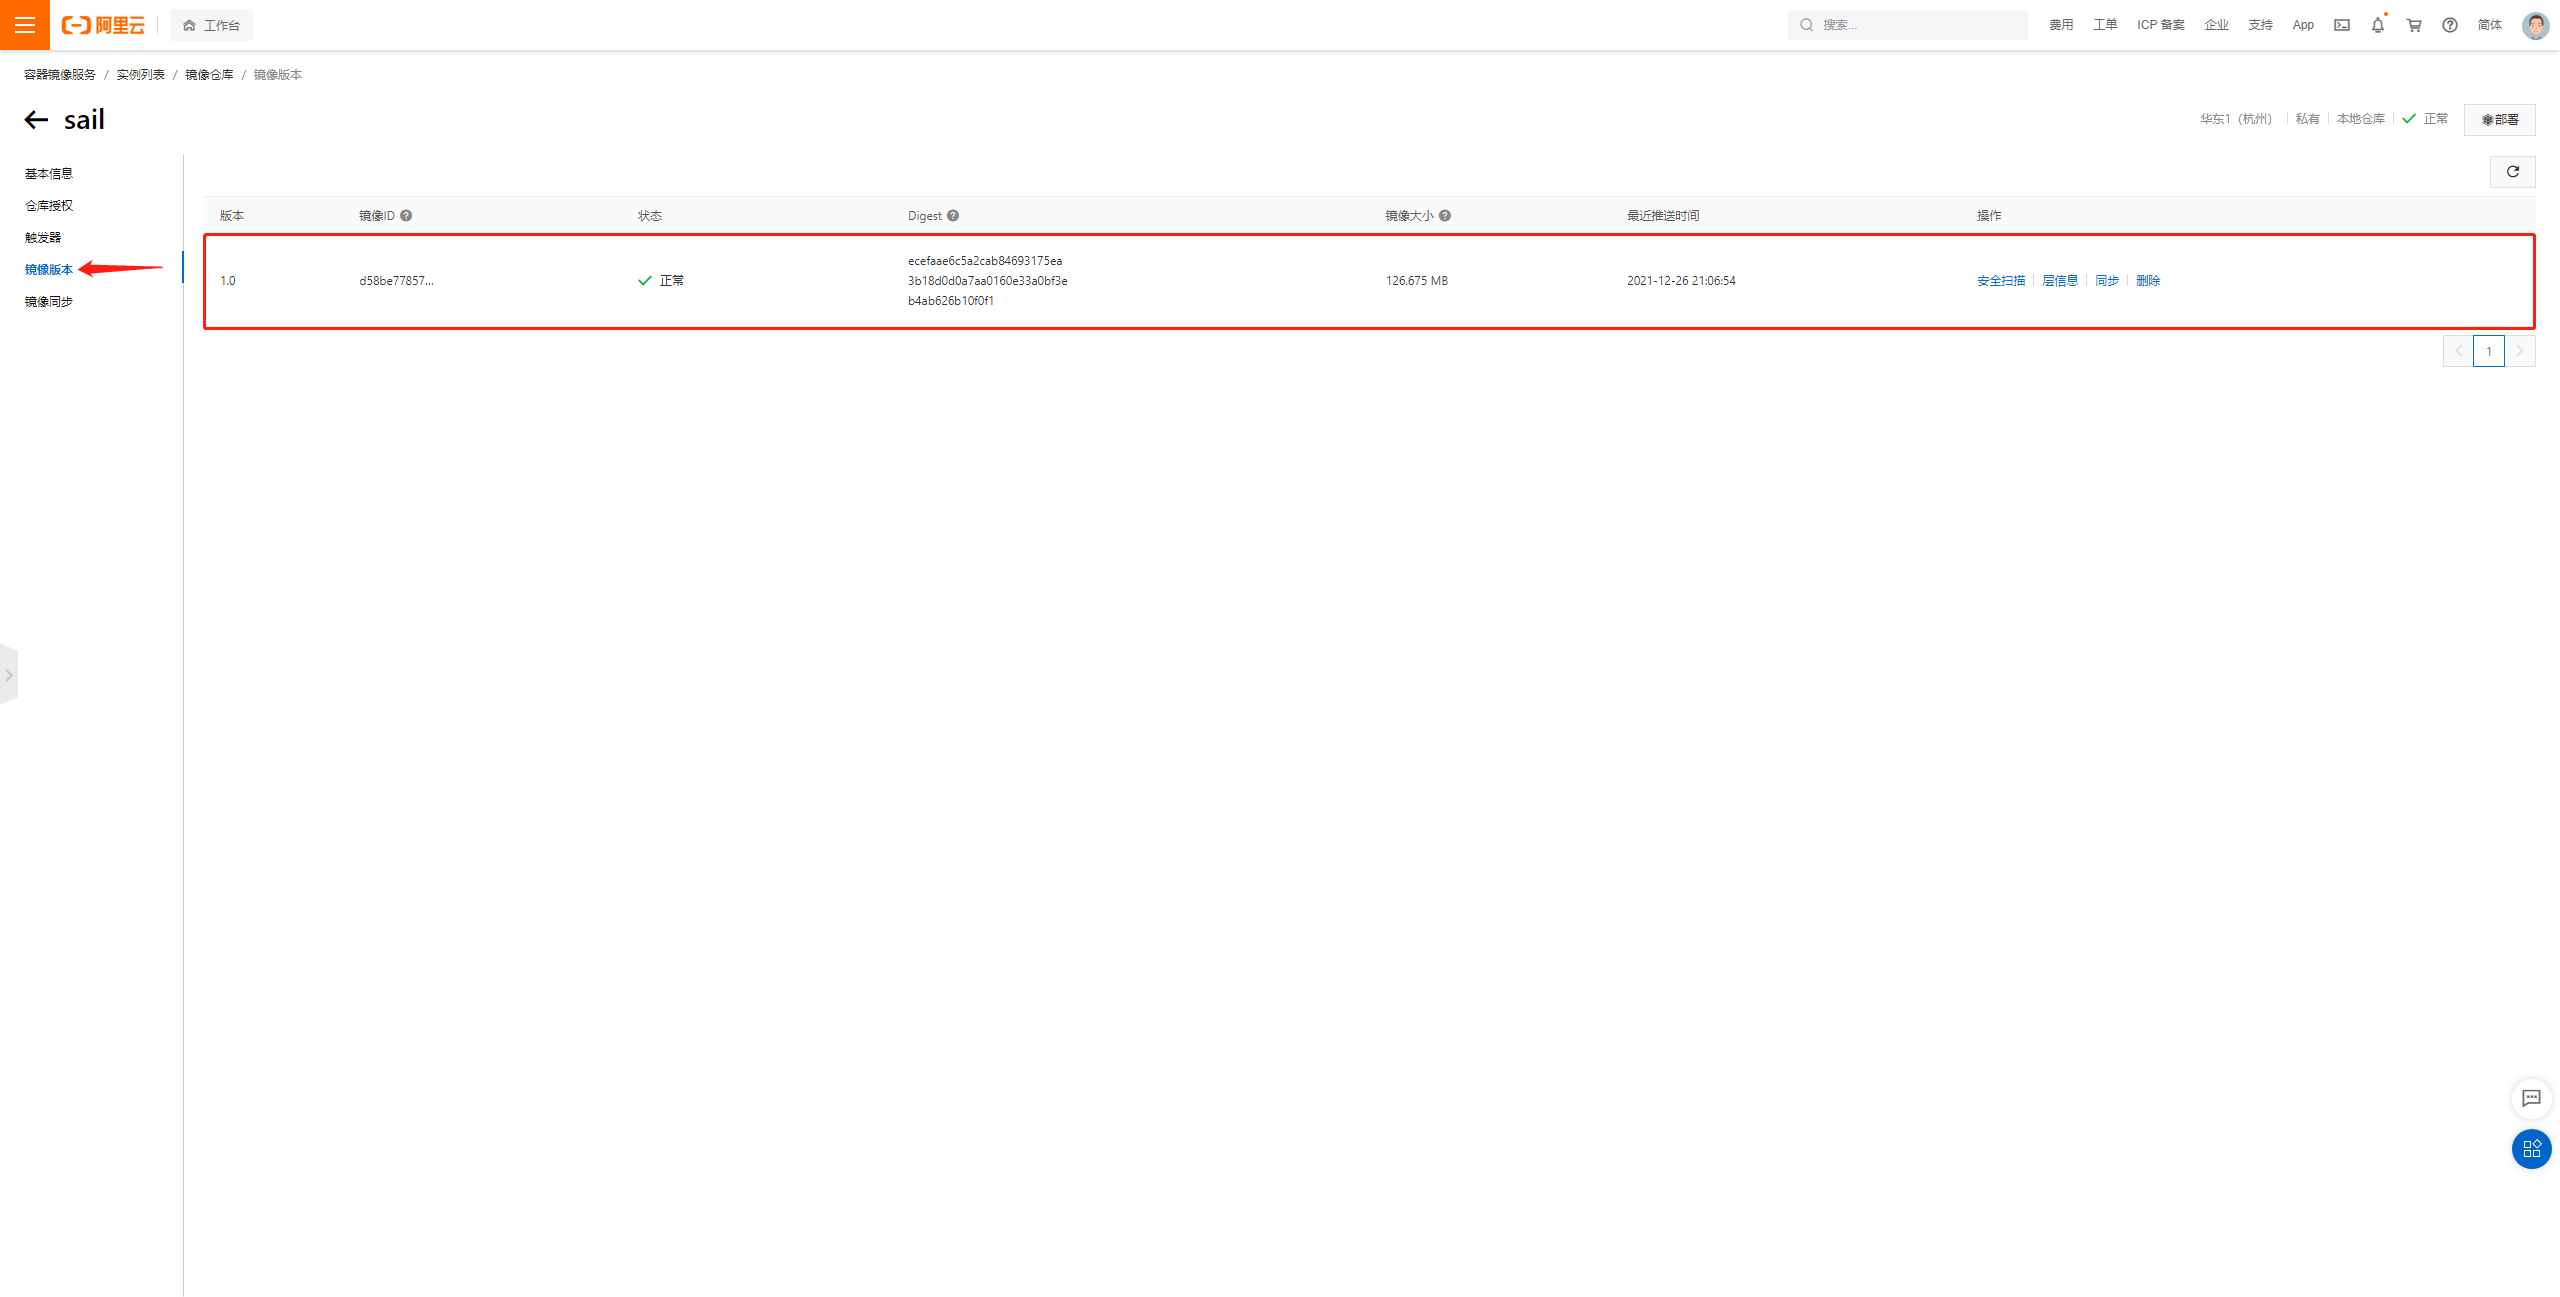 阿里云 工作台 搜索... 费用 工单 ICP 备案 企业 支持 App 简体
容器镜像服务 / 实例列表 / 镜像仓库 / 镜像版本
sail 华东1（杭州） 私有 本地仓库 正常 部署
基本信息
仓库授权
触发器
镜像版本
镜像同步
版本 镜像ID 状态 Digest 镜像大小 最近推送时间 操作
1.0 d58be77857... 正常 ecefaae6c5a2cab84693175ea
3b18d0d0a7aa0160e33a0bf3e
b4ab626b10f0f1 126.675 MB 2021-12-26 21:06:54 安全扫描 层信息 同步 删除
1